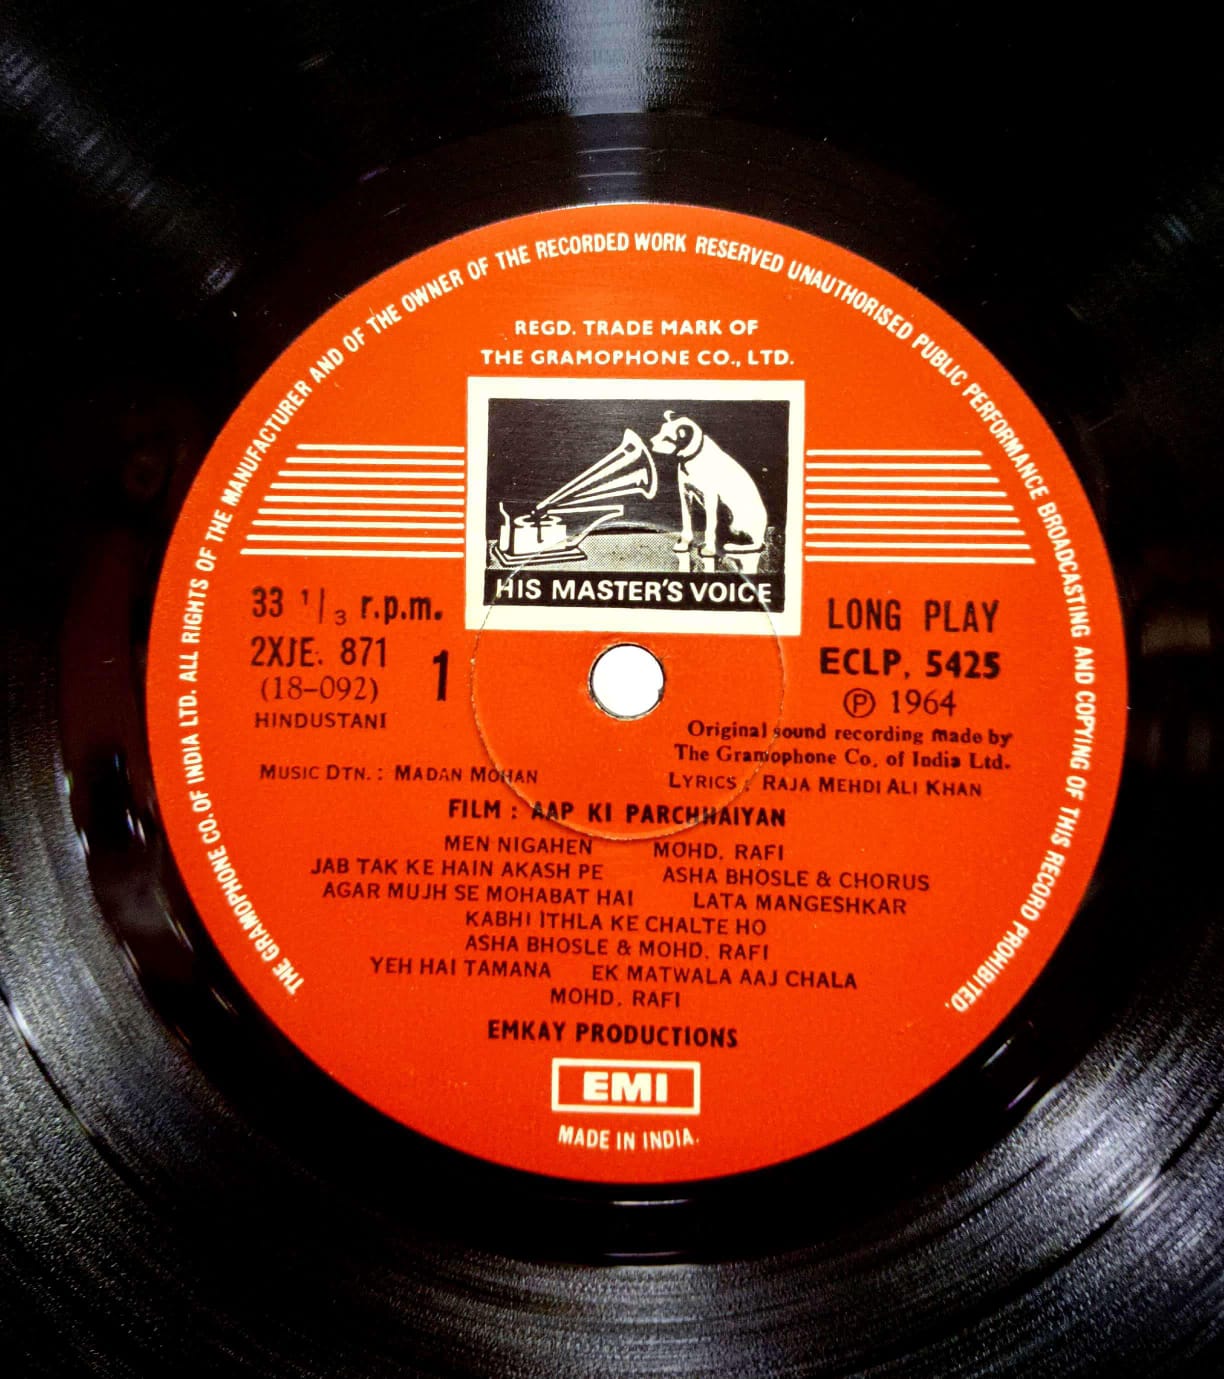 THE GRAMOPHONE CO. OF INDIA LTD. ALL RIGHTS OF THE MANUFACTURER AND OF THE OWNER OF THE RECORDED WORK RESERVED UNAUTHORISED PUBLIC PERFORMANCE BROADCASTING AND COPYING OF THIS RECORD PROHIBITED.
REGD. TRADE MARK OF
THE GRAMOPHONE CO., LTD.
HIS MASTER'S VOICE
33 1/3 r.p.m.
2XJE. 871
(18-092)
HINDUSTANI
1
LONG PLAY
ECLP. 5425
Ⓟ 1964
Original sound recording made by
The Gramophone Co. of India Ltd.
MUSIC DTN. : MADAN MOHAN LYRICS : RAJA MEHDI ALI KHAN
FILM : AAP KI PARCHHAIYAN
MEN NIGAHEN MOHD. RAFI
JAB TAK KE HAIN AKASH PE ASHA BHOSLE & CHORUS
AGAR MUJH SE MOHABAT HAI LATA MANGESHKAR
KABHI ITHLA KE CHALTE HO
ASHA BHOSLE & MOHD. RAFI
YEH HAI TAMANA EK MATWALA AAJ CHALA
MOHD. RAFI
EMKAY PRODUCTIONS
EMI
MADE IN INDIA.